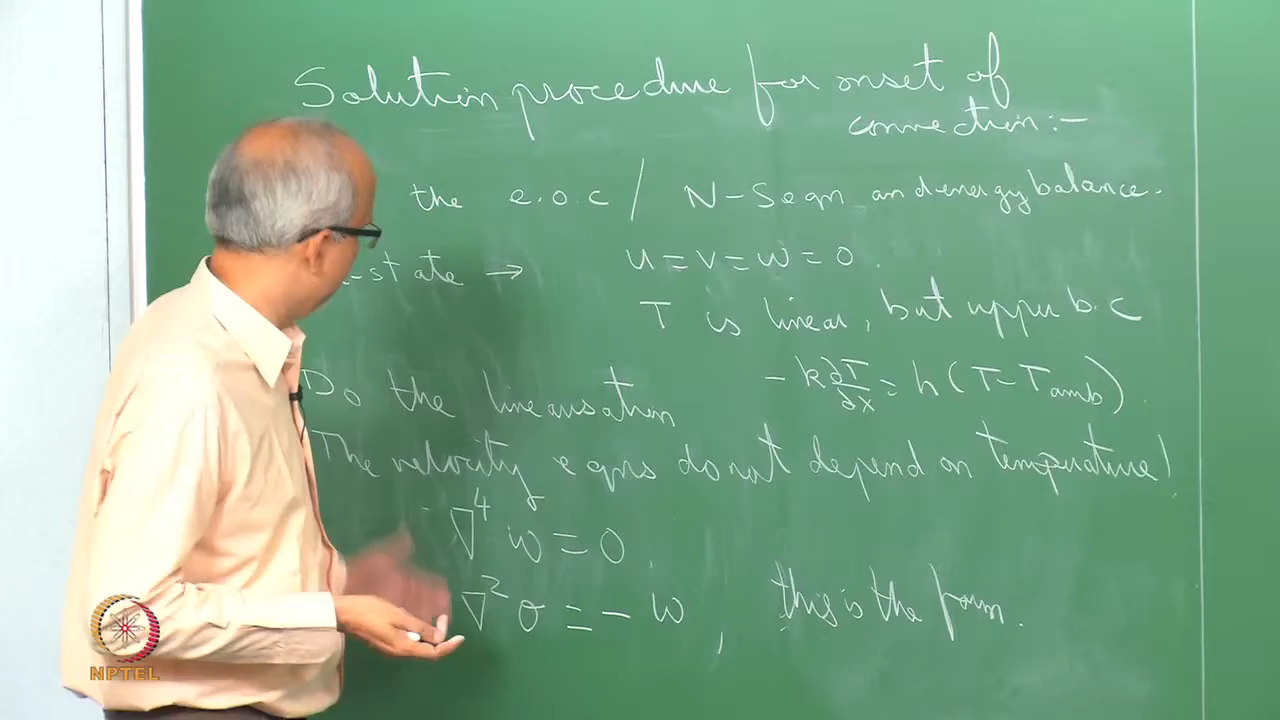 Solution procedure for onset of
convection:-
the e.o.c / N-S eqn and energy balance.
-state → u = v = w = 0.
T is linear, but upper b.c
Do the linearisation -k ∂T/∂x = h (T - Tamb).
The velocity eqns do not depend on temperature!
∇⁴ w = 0,
∇² σ = - w, this is the form.
NPTEL